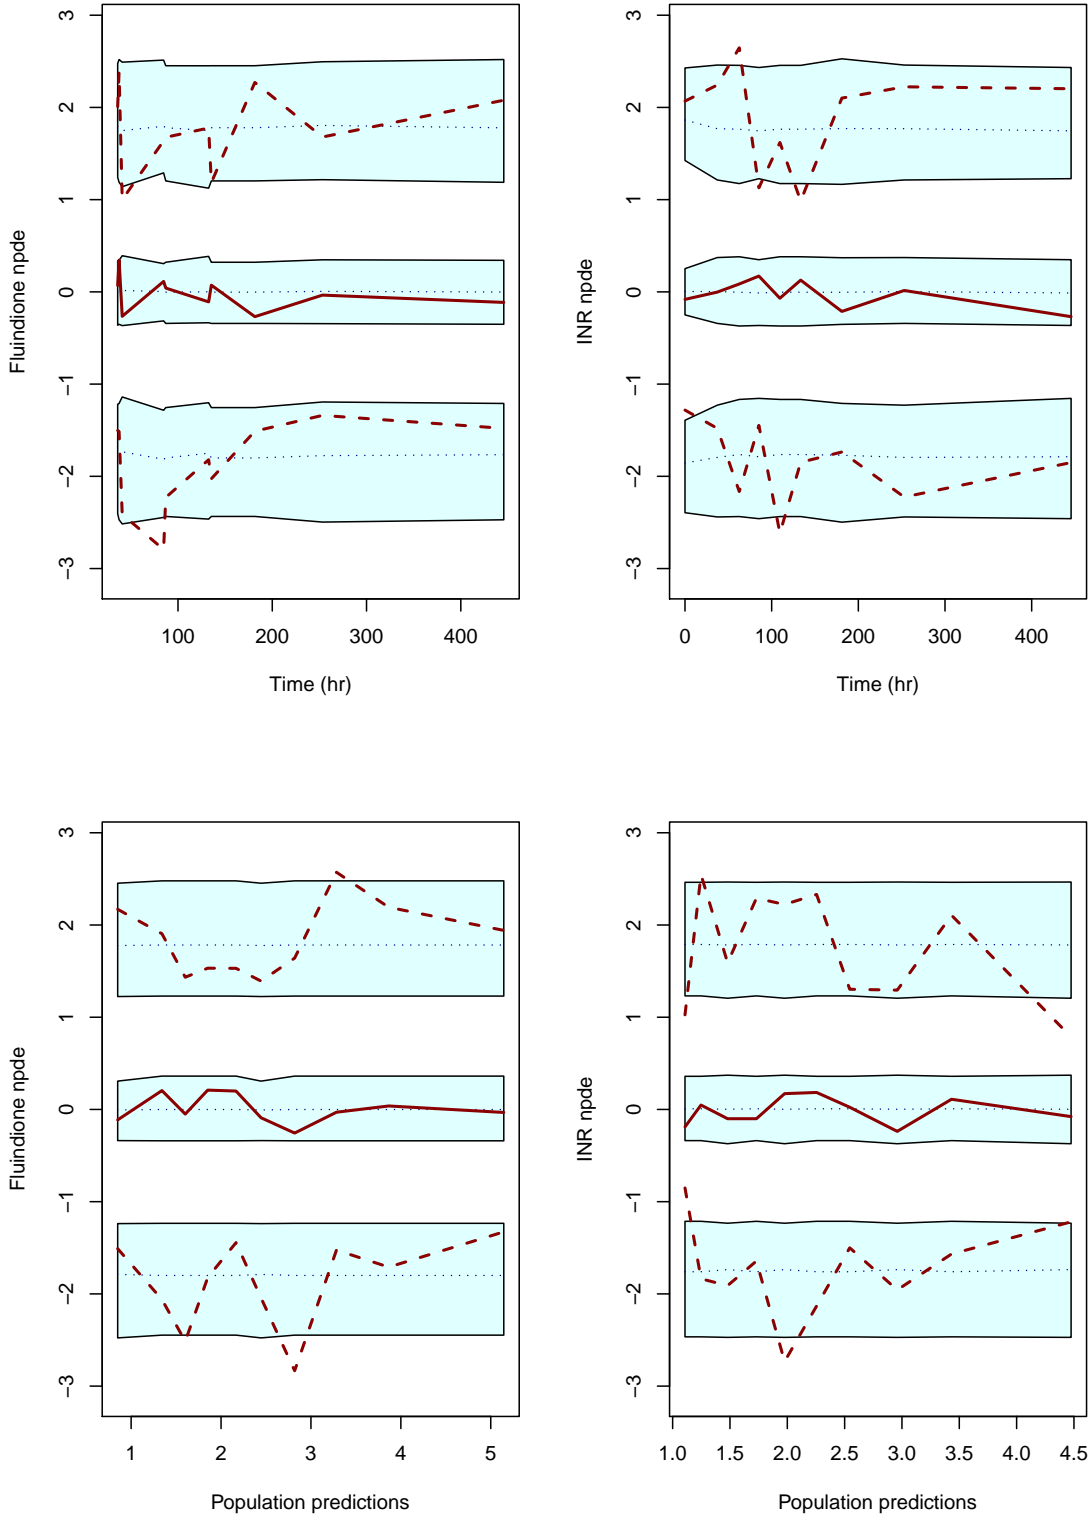 3
2
1
0
−1
−2
−3
Fluindione npde
100 200 300 400
Time (hr)
3
2
1
0
−1
−2
−3
INR npde
0 100 200 300 400
Time (hr)
3
2
1
0
−1
−2
−3
Fluindione npde
1 2 3 4 5
Population predictions
3
2
1
0
−1
−2
−3
INR npde
1.0 1.5 2.0 2.5 3.0 3.5 4.0 4.5
Population predictions